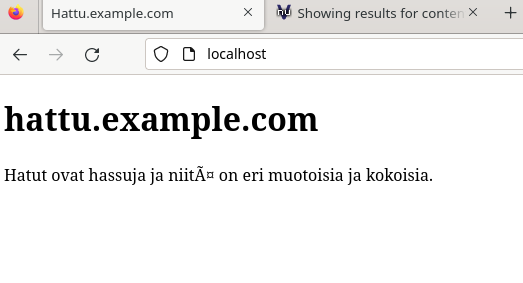 Hattu.example.com
Showing results for conten
localhost
hattu.example.com
Hatut ovat hassuja ja niitÃ¤ on eri muotoisia ja kokoisia.